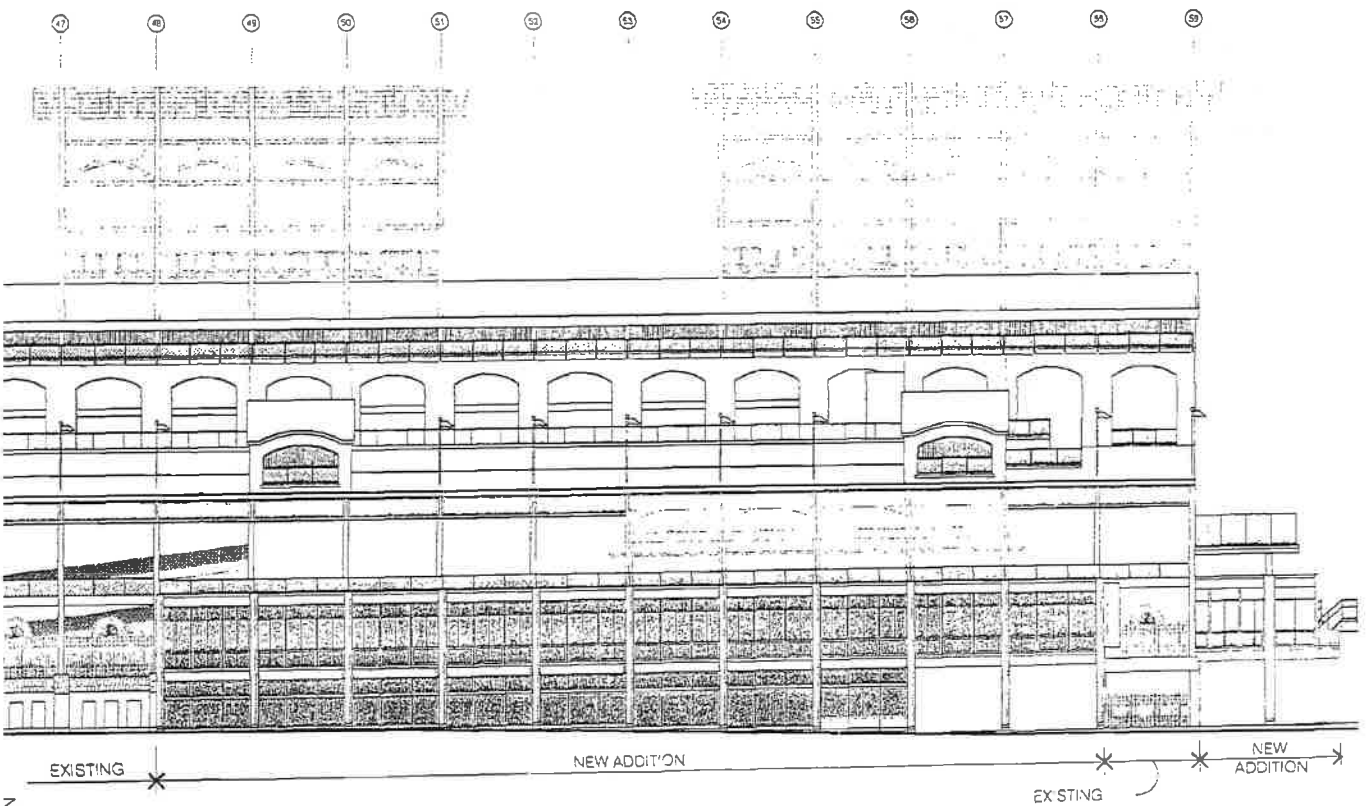 47 48 49 50 51 52 53 54 55 56 57 58 59
EXISTING
NEW ADDITION
EXISTING
NEW
ADDITION